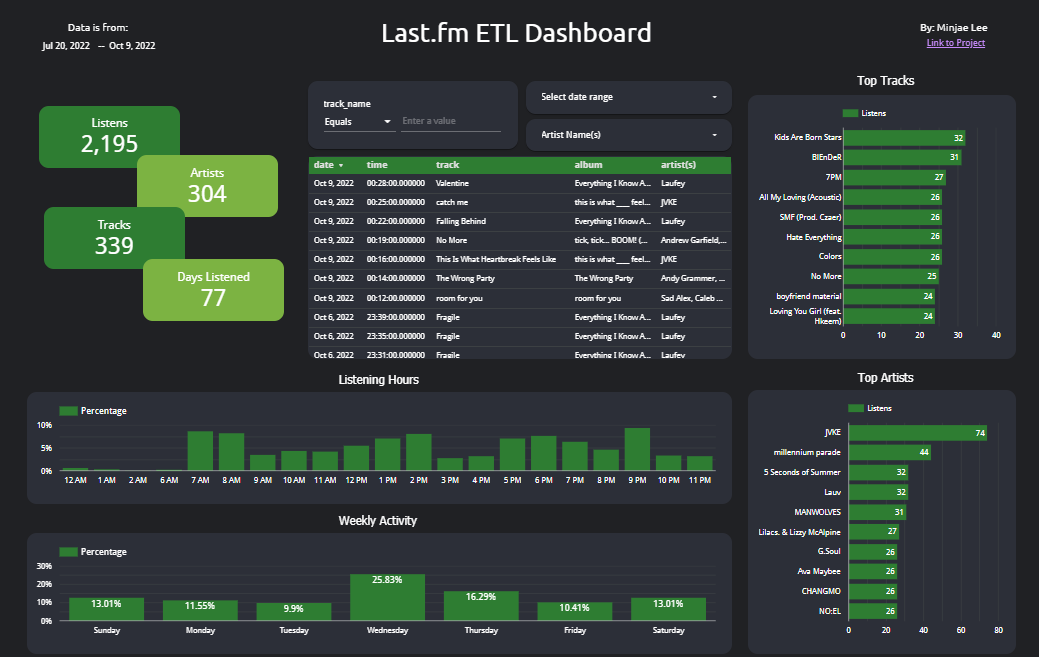 Data is from:
Jul 20, 2022 -- Oct 9, 2022
Last.fm ETL Dashboard
By: Minjae Lee
Link to Project
Listens
2,195
Artists
304
Tracks
339
Days Listened
77
track_name
Equals
Enter a value
Select date range
Artist Name(s)
date time track album artist(s)
Oct 9, 2022 00:28:00.000000 Valentine Everything I Know A... Laufey
Oct 9, 2022 00:25:00.000000 catch me this is what ____ feel... JVKE
Oct 9, 2022 00:22:00.000000 Falling Behind Everything I Know A... Laufey
Oct 9, 2022 00:19:00.000000 No More tick, tick... BOOM! (... Andrew Garfield,...
Oct 9, 2022 00:16:00.000000 This Is What Heartbreak Feels Like this is what ____ feel... JVKE
Oct 9, 2022 00:14:00.000000 The Wrong Party The Wrong Party Andy Grammer, ...
Oct 9, 2022 00:12:00.000000 room for you room for you Sad Alex, Caleb ...
Oct 6, 2022 23:39:00.000000 Fragile Everything I Know A... Laufey
Oct 6, 2022 23:35:00.000000 Fragile Everything I Know A... Laufey
Oct 6, 2022 23:31:00.000000 Fragile Everything I Know A... Laufey
Top Tracks
Listens
Kids Are Born Stars 32
BlEnDeR 31
7PM 27
All My Loving (Acoustic) 26
SMF (Prod. Czaer) 26
Hate Everything 26
Colors 26
No More 25
boyfriend material 24
Loving You Girl (feat.
Hkeem) 24
0 10 20 30 40
Listening Hours
Percentage
10%
5%
0%
12 AM 1 AM 2 AM 6 AM 7 AM 8 AM 9 AM 10 AM 11 AM 12 PM 1 PM 2 PM 3 PM 4 PM 5 PM 6 PM 7 PM 8 PM 9 PM 10 PM 11 PM
Weekly Activity
Percentage
30%
20%
10%
0%
13.01% 11.55% 9.9% 25.83% 16.29% 10.41% 13.01%
Sunday Monday Tuesday Wednesday Thursday Friday Saturday
Top Artists
Listens
JVKE 74
millennium parade 44
5 Seconds of Summer 32
Lauv 32
MANWOLVES 31
Lilacs. & Lizzy McAlpine 27
G.Soul 26
Ava Maybee 26
CHANGMO 26
NO:EL 26
0 20 40 60 80